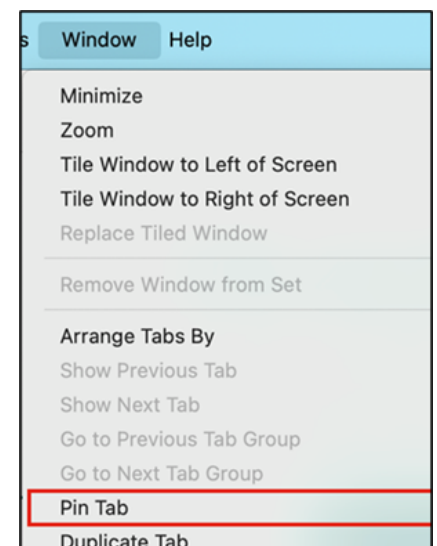 s Window Help
Minimize
Zoom
Tile Window to Left of Screen
Tile Window to Right of Screen
Replace Tiled Window
Remove Window from Set
Arrange Tabs By
Show Previous Tab
Show Next Tab
Go to Previous Tab Group
Go to Next Tab Group
Pin Tab
Duplicate Tab